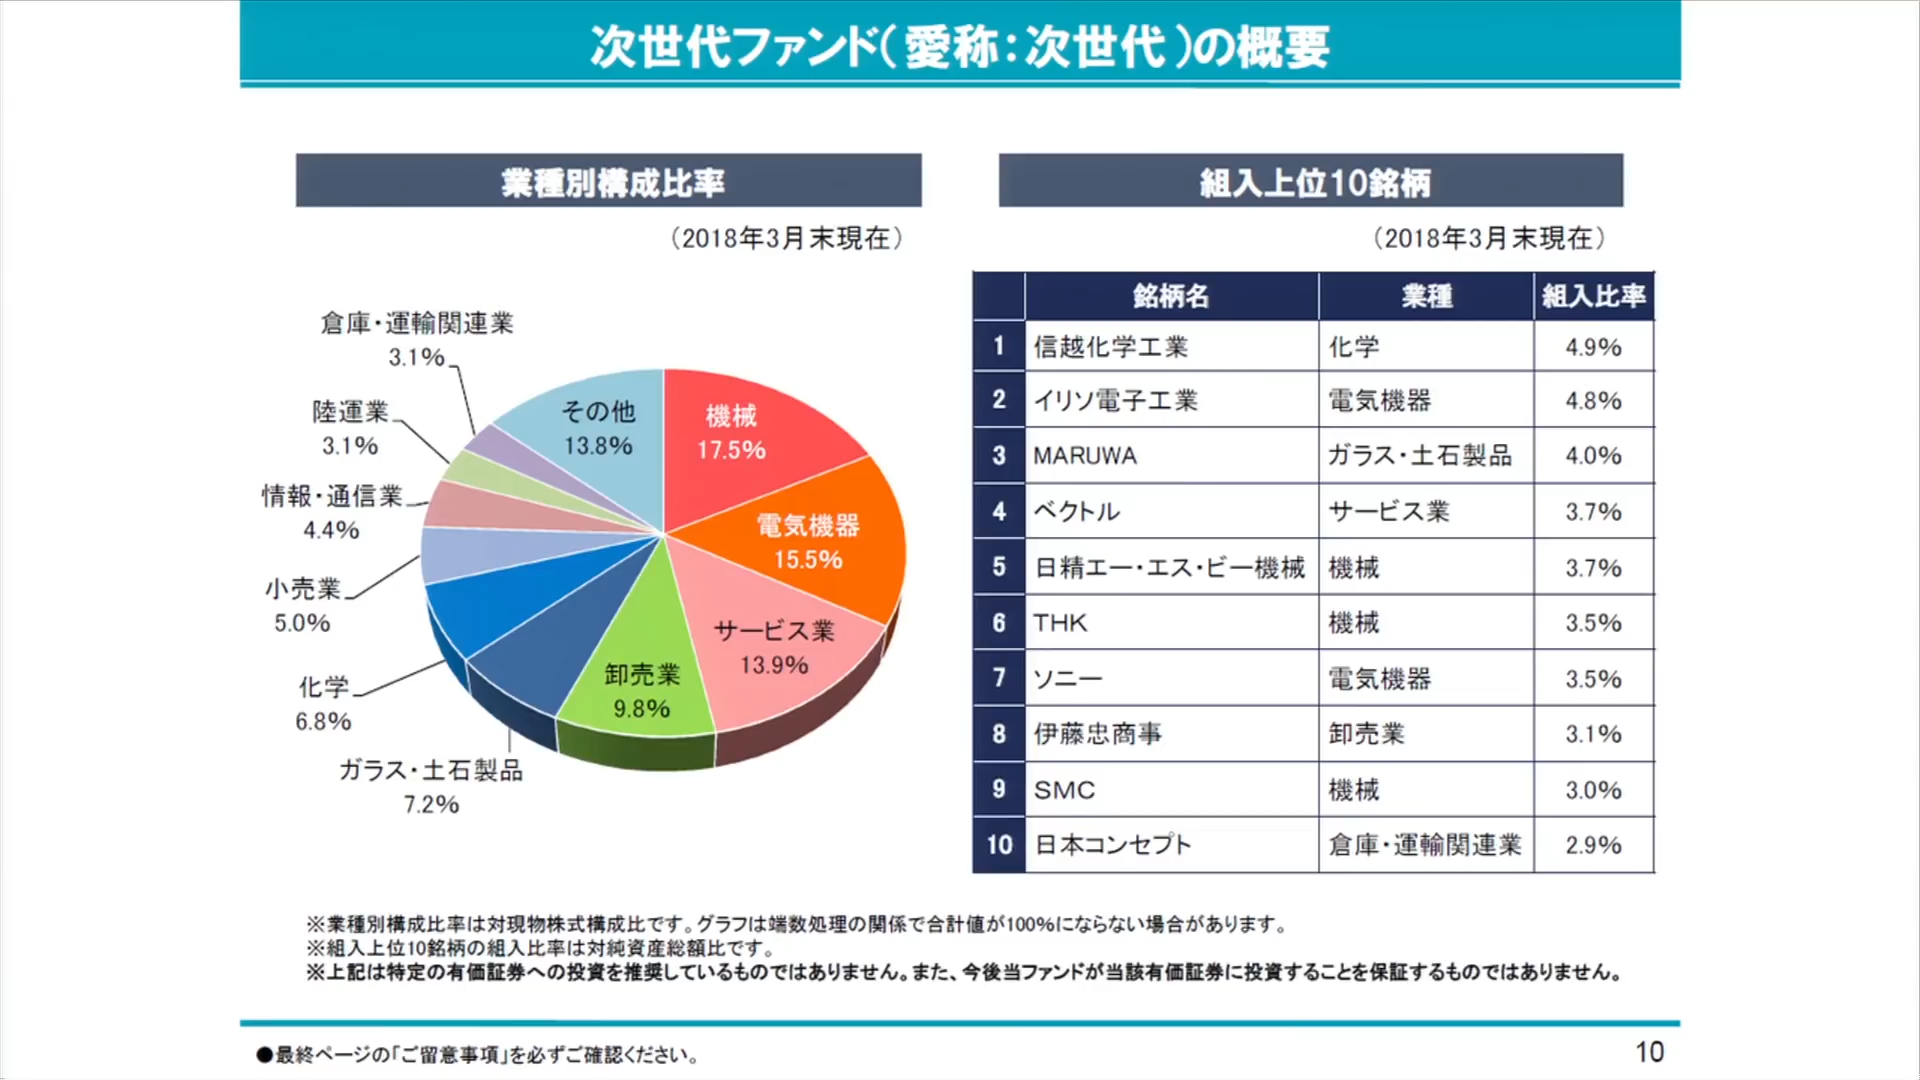 次世代ファンド(愛称:次世代)の概要
業種別構成比率
(2018年3月末現在)
倉庫・運輸関連業
3.1%
陸運業
3.1%
情報・通信業
4.4%
小売業
5.0%
化学
6.8%
ガラス・土石製品
7.2%
その他
13.8%
機械
17.5%
電気機器
15.5%
サービス業
13.9%
卸売業
9.8%
組入上位10銘柄
(2018年3月末現在)
銘柄名 業種 組入比率
1 信越化学工業 化学 4.9%
2 イリソ電子工業 電気機器 4.8%
3 MARUWA ガラス・土石製品 4.0%
4 ベクトル サービス業 3.7%
5 日精エー・エス・ビー機械 機械 3.7%
6 THK 機械 3.5%
7 ソニー 電気機器 3.5%
8 伊藤忠商事 卸売業 3.1%
9 SMC 機械 3.0%
10 日本コンセプト 倉庫・運輸関連業 2.9%
※業種別構成比率は対現物株式構成比です。グラフは端数処理の関係で合計値が100%にならない場合があります。
※組入上位10銘柄の組入比率は対純資産総額比です。
※上記は特定の有価証券への投資を推奨しているものではありません。また、今後当ファンドが当該有価証券に投資することを保証するものではありません。
●最終ページの「ご留意事項」を必ずご確認ください。
10